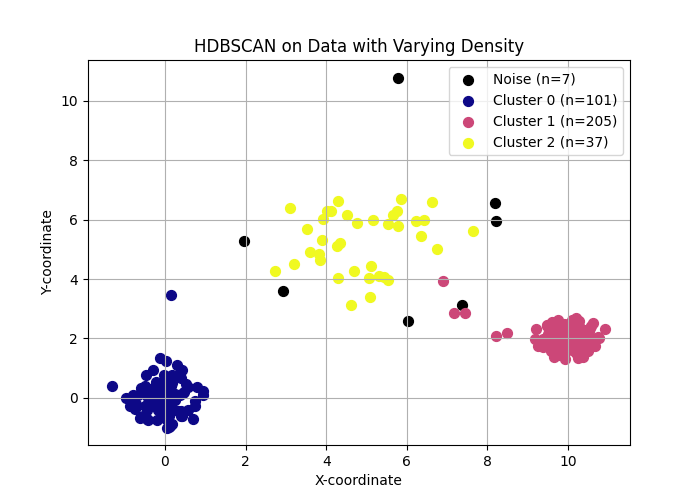 HDBSCAN on Data with Varying Density
Noise (n=7)
Cluster 0 (n=101)
Cluster 1 (n=205)
Cluster 2 (n=37)
10
8
6
4
2
0
Y-coordinate
0 2 4 6 8 10
X-coordinate